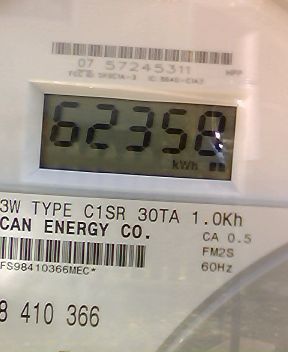 07 57245311
62358
kWh
3W TYPE C1SR 30TA 1.0Kh
CAN ENERGY CO.
CA 0.5
FM2S
60Hz
FS98410366MEC*
8 410 366